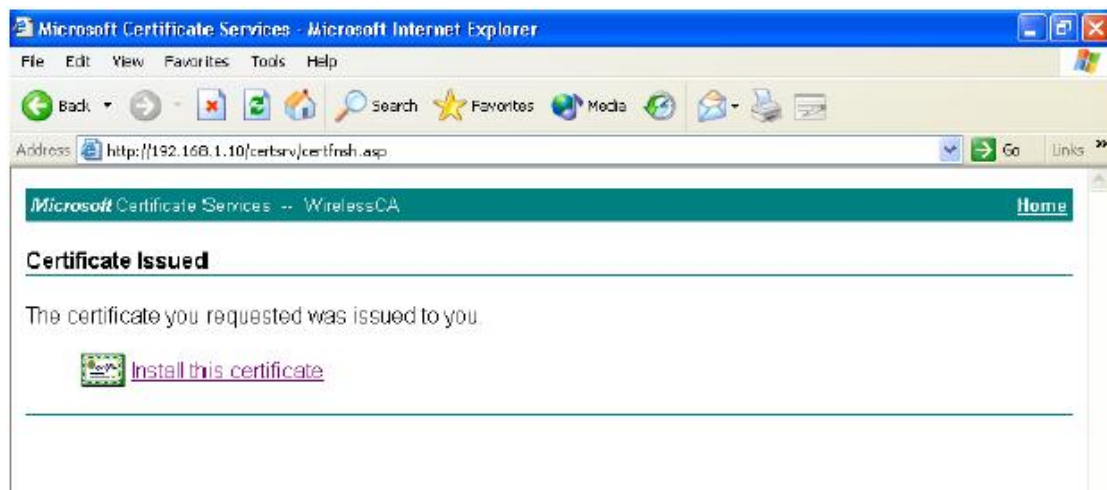 Microsoft Certificate Services - Microsoft Internet Explorer
File Edit View Favorites Tools Help
Back Search Favorites Media
Address http://192.168.1.10/certsrv/certfnsh.asp Go Links »
Microsoft Certificate Services -- WirelessCA Home
Certificate Issued
The certificate you requested was issued to you.
Install this certificate